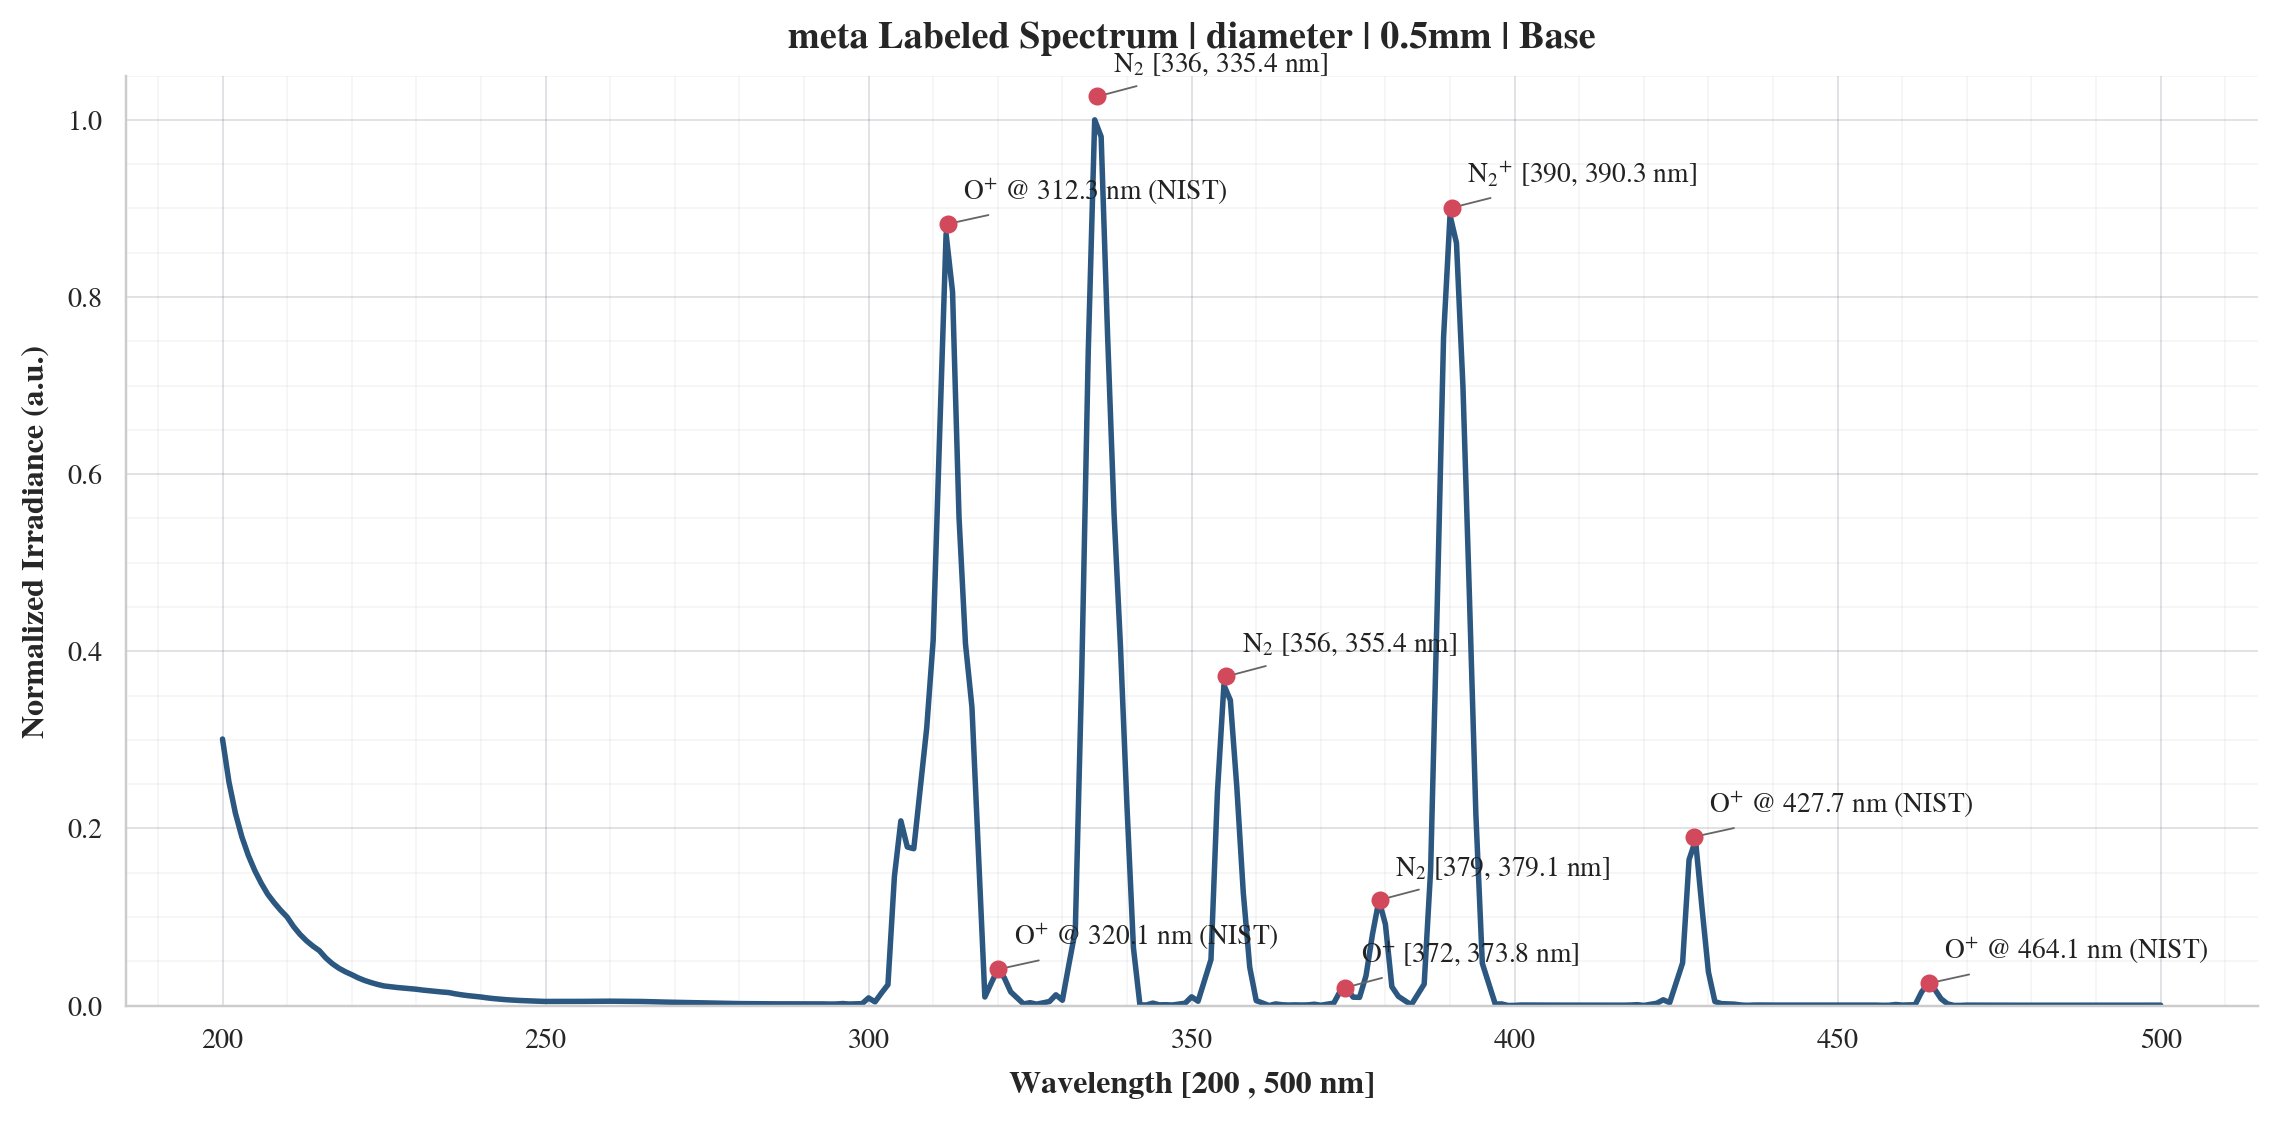 meta Labeled Spectrum | diameter | 0.5mm | Base
N₂ [336, 335.4 nm]
O⁺ @ 312.3 nm (NIST)
N₂⁺ [390, 390.3 nm]
N₂ [356, 355.4 nm]
O⁺ @ 427.7 nm (NIST)
N₂ [379, 379.1 nm]
O⁺ @ 320.1 nm (NIST)
O⁺ [372, 373.8 nm]
O⁺ @ 464.1 nm (NIST)
Normalized Irradiance (a.u.)
1.0
0.8
0.6
0.4
0.2
0.0
200 250 300 350 400 450 500
Wavelength [200 , 500 nm]